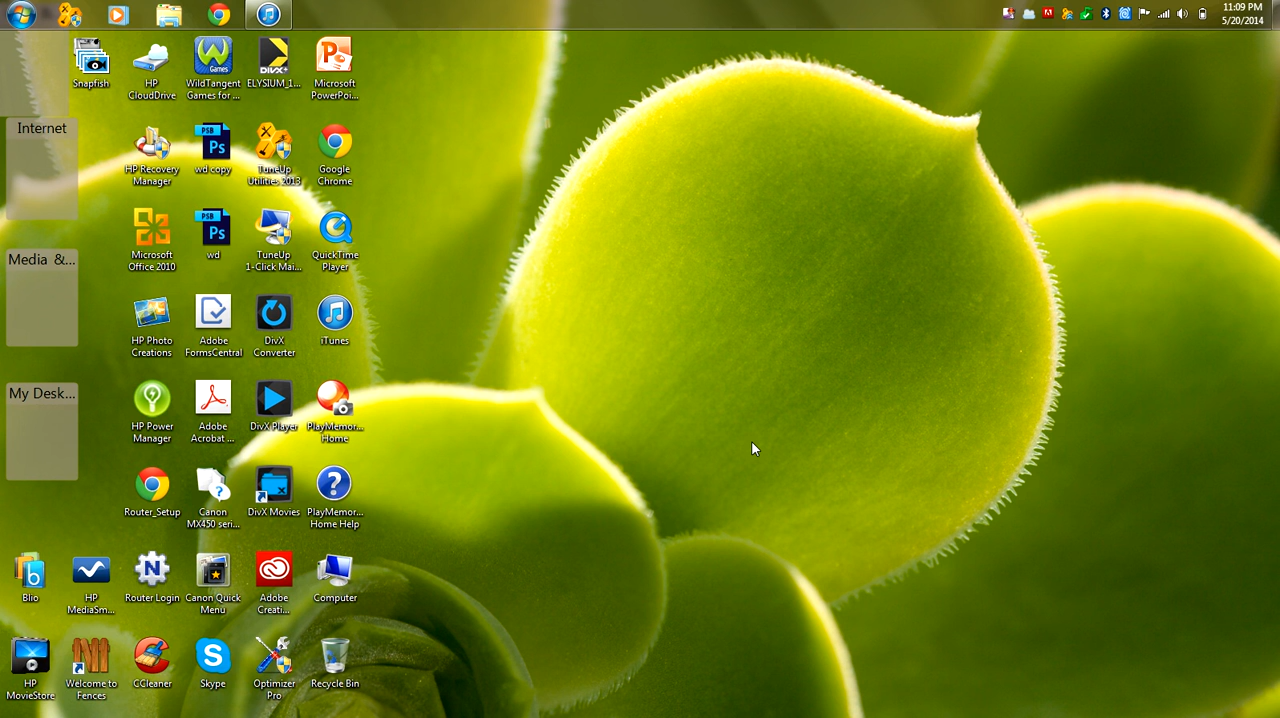 11:09 PM
5/20/2014
Snapfish
HP
CloudDrive
WildTangent
Games for ...
ELYSIUM_1...
Microsoft
PowerPoi...
Internet
HP Recovery
Manager
wd copy
TuneUp
Utilities 2013
Google
Chrome
Media &...
Microsoft
Office 2010
wd
TuneUp
1-Click Mai...
QuickTime
Player
HP Photo
Creations
Adobe
FormsCentral
DivX
Converter
iTunes
My Desk...
HP Power
Manager
Adobe
Acrobat ...
DivX Player
PlayMemor...
Home
Router_Setup
Canon
MX450 seri...
DivX Movies
PlayMemor...
Home Help
Blio
HP
MediaSm...
Router Login
Canon Quick
Menu
Adobe
Creati...
Computer
HP
MovieStore
Welcome to
Fences
CCleaner
Skype
Optimizer
Pro
Recycle Bin